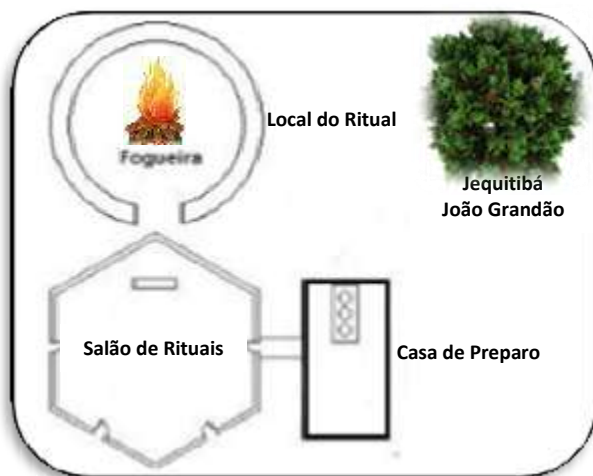 Fogueira
Local do Ritual
Jequitibá
João Grandão
Salão de Rituais
Casa de Preparo